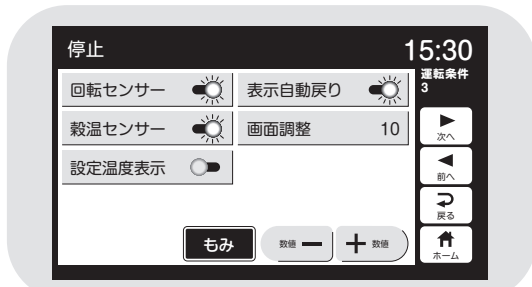 停止
15:30
運転条件
3
回転センサー
表示自動戻り
穀温センサー
画面調整 10
設定温度表示
次へ
前へ
戻る
ホーム
もみ
数値 ー
＋ 数値